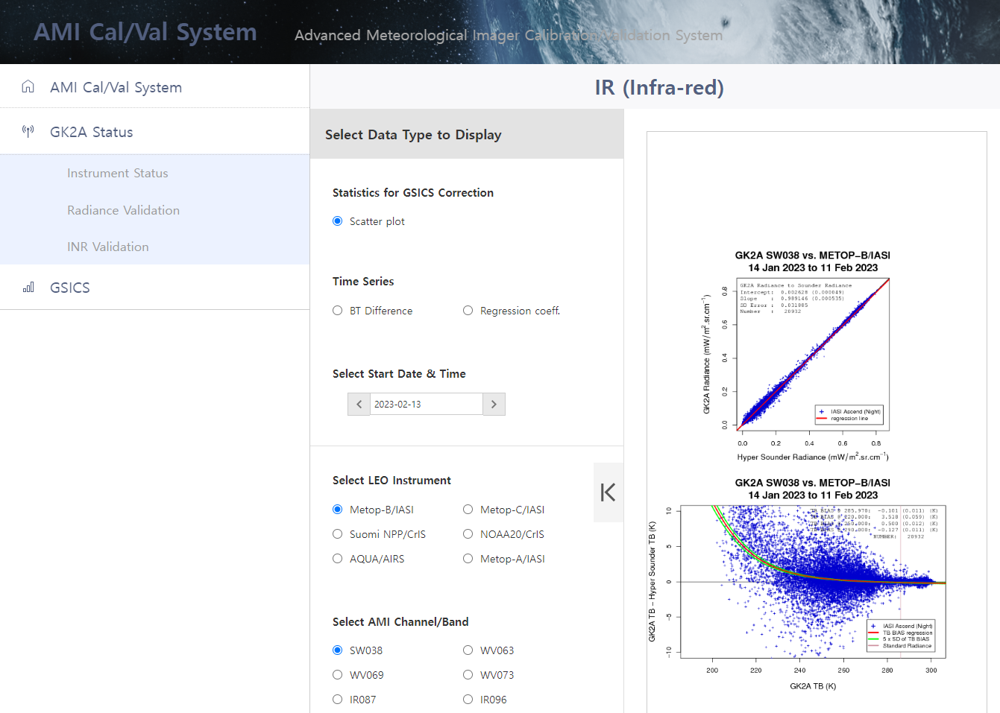 AMI Cal/Val System
Advanced Meteorological Imager Calibration/Validation System
AMI Cal/Val System
GK2A Status
Instrument Status
Radiance Validation
INR Validation
GSICS
IR (Infra-red)
Select Data Type to Display
Statistics for GSICS Correction
Scatter plot
Time Series
BT Difference
Regression coeff.
Select Start Date & Time
2023-02-13
Select LEO Instrument
Metop-B/IASI
Metop-C/IASI
Suomi NPP/CrIS
NOAA20/CrIS
AQUA/AIRS
Metop-A/IASI
Select AMI Channel/Band
SW038
WV063
WV069
WV073
IR087
IR096
GK2A SW038 vs. METOP−B/IASI
14 Jan 2023 to 11 Feb 2023
GK2A Radiance to Sounder Radiance
Intercept: 0.002628 (0.000049)
Slope : 0.989146 (0.000535)
SD Error : 0.031885
Number : 20932
GK2A Radiance (mW/m².sr.cm⁻¹)
0.8
0.6
0.4
0.2
0.0
IASI Ascend (Night)
regression line
0.0 0.2 0.4 0.6 0.8
Hyper Sounder Radiance (mW/m².sr.cm⁻¹)
GK2A SW038 vs. METOP−B/IASI
14 Jan 2023 to 11 Feb 2023
TB BIAS @ 285.970: -0.101 (0.011) (K)
TB BIAS @ 220.000: 3.518 (0.059) (K)
TB BIAS @ 250.000: 0.500 (0.012) (K)
TB BIAS @ 290.000: -0.127 (0.011) (K)
NUMBER: 20932
GK2A TB − Hyper Sounder TB (K)
10
5
0
−5
−10
IASI Ascend (Night)
TB BIAS regression
5 x SD of TB BIAS
Standard Radiance
200 220 240 260 280 300
GK2A TB (K)